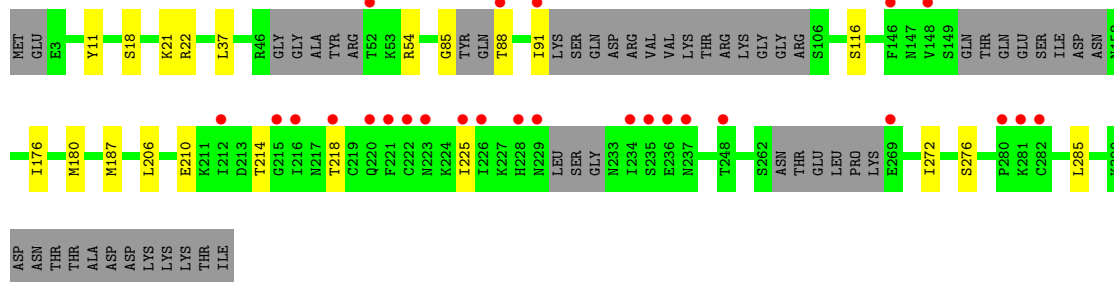 MET GLU E3 Y11 S18 K21 R22 L37 R46 GLY GLY ALA TYR ARG T52 K53 R54 G85 TYR GLN T88 I91 LYS SER GLN ASP ARG VAL VAL LYS THR ARG LYS GLY GLY ARG S106 S116 F146 N147 V148 S149 GLN THR GLN GLU SER ILE ASP ASN
I176 M180 M187 L206 E210 K211 I212 D213 T214 G215 I216 N217 T218 C219 Q220 F221 C222 N223 K224 I225 I226 K227 H228 N229 LEU SER GLY N233 I234 S235 E236 N237 T248 S262 ASN THR GLU LEU PRO LYS E269 I272 S276 P280 K281 C282 L285
ASP ASN THR THR ALA ASP ASP LYS LYS LYS THR ILE